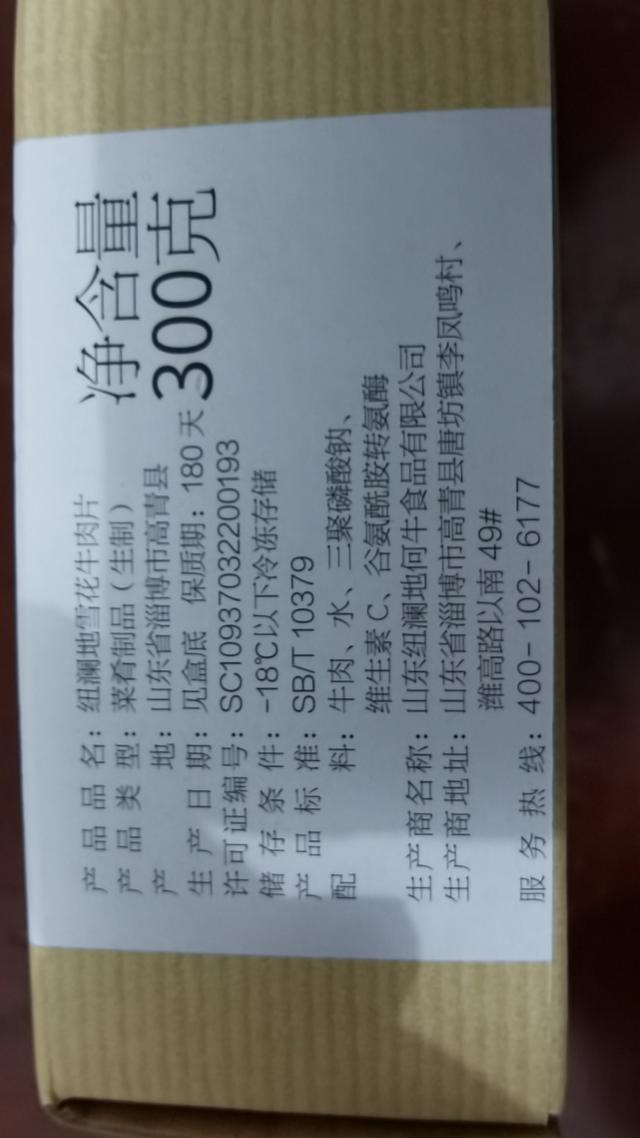 产品品名：纽澜地雪花牛肉片
产品类型：菜肴制品（生制）
产地：山东省淄博市高青县
生产日期：见盒底 保质期：180天
许可证编号：SC10937032200193
储存条件：-18℃以下冷冻存储
产品标准：SB/T 10379
配料：牛肉、水、三聚磷酸钠、
维生素 C、谷氨酰胺转氨酶
生产商名称：山东纽澜地何牛食品有限公司
生产商地址：山东省淄博市高青县唐坊镇李凤鸣村、
潍高路以南 49#
服务热线：400-102-6177
净含量
300克